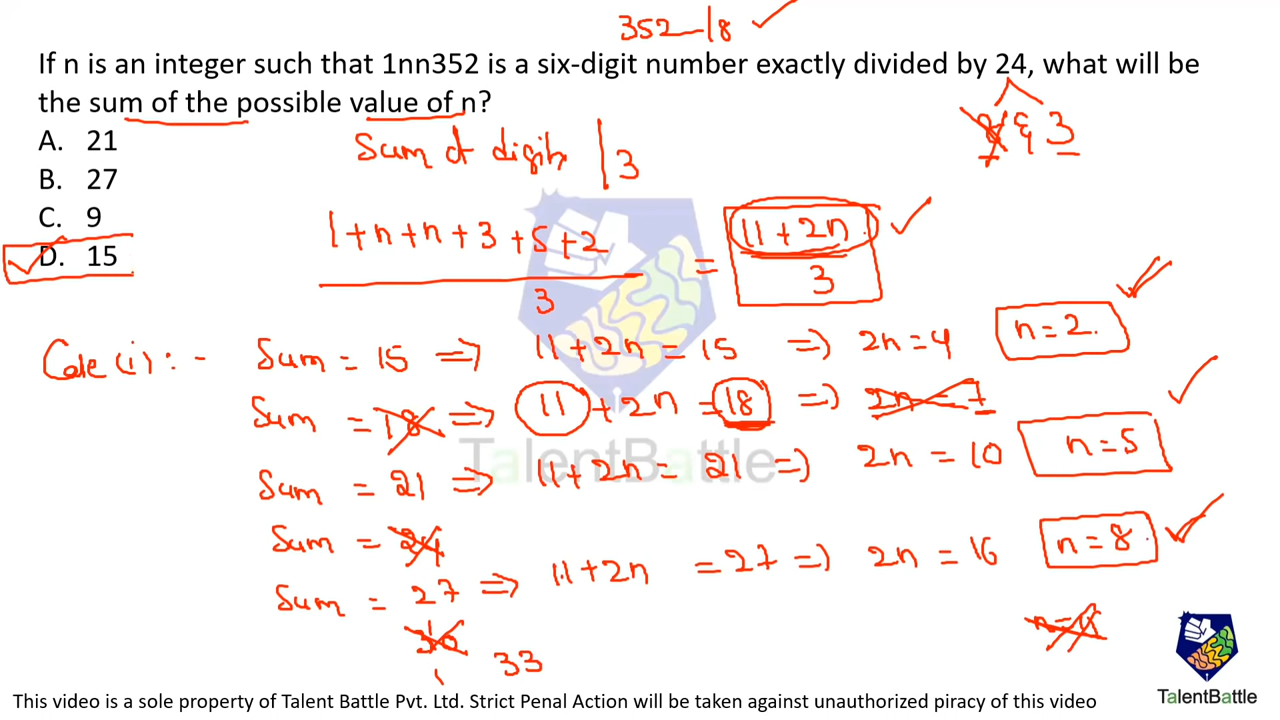 352 - 18 ✓
If n is an integer such that 1nn352 is a six-digit number exactly divided by 24, what will be
the sum of the possible value of n?
8 & 3
A. 21
Sum of digits | 3
B. 27
C. 9
1+n+n+3+5+2 / 3 = 11+2n / 3 ✓
D. 15
Case (i) :- Sum = 15 => 11+2n = 15 => 2n=4 n=2
Sum = 18 => 11+2n = 18 => 2n = 7
Sum = 21 => 11+2n = 21 => 2n = 10 n=5
Sum = 24
Sum = 27 => 11+2n = 27 => 2n = 16 n=8
30 33
TalentBattle
TalentBattle
This video is a sole property of Talent Battle Pvt. Ltd. Strict Penal Action will be taken against unauthorized piracy of this video